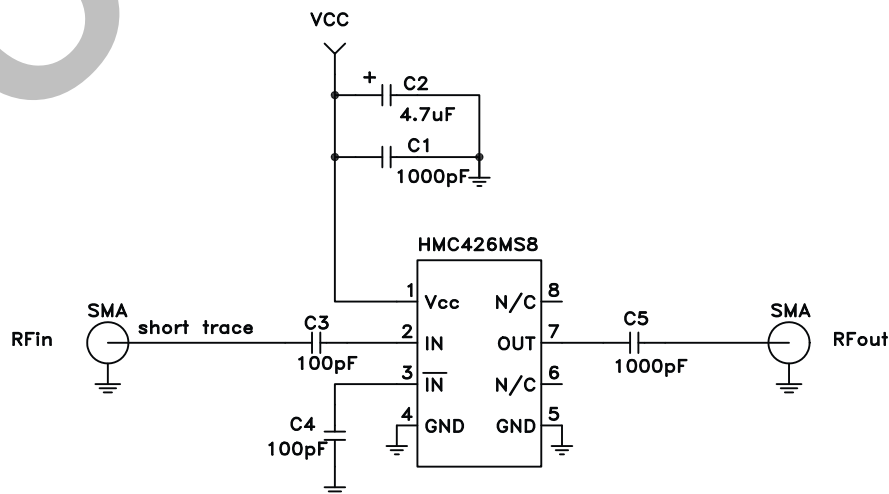 VCC
+
C2
4.7uF
C1
1000pF
HMC426MS8
1
Vcc
N/C
8
SMA
RFin
short trace
C3
100pF
2
IN
OUT
7
C5
1000pF
SMA
RFout
3
IN
N/C
6
C4
100pF
4
GND
GND
5